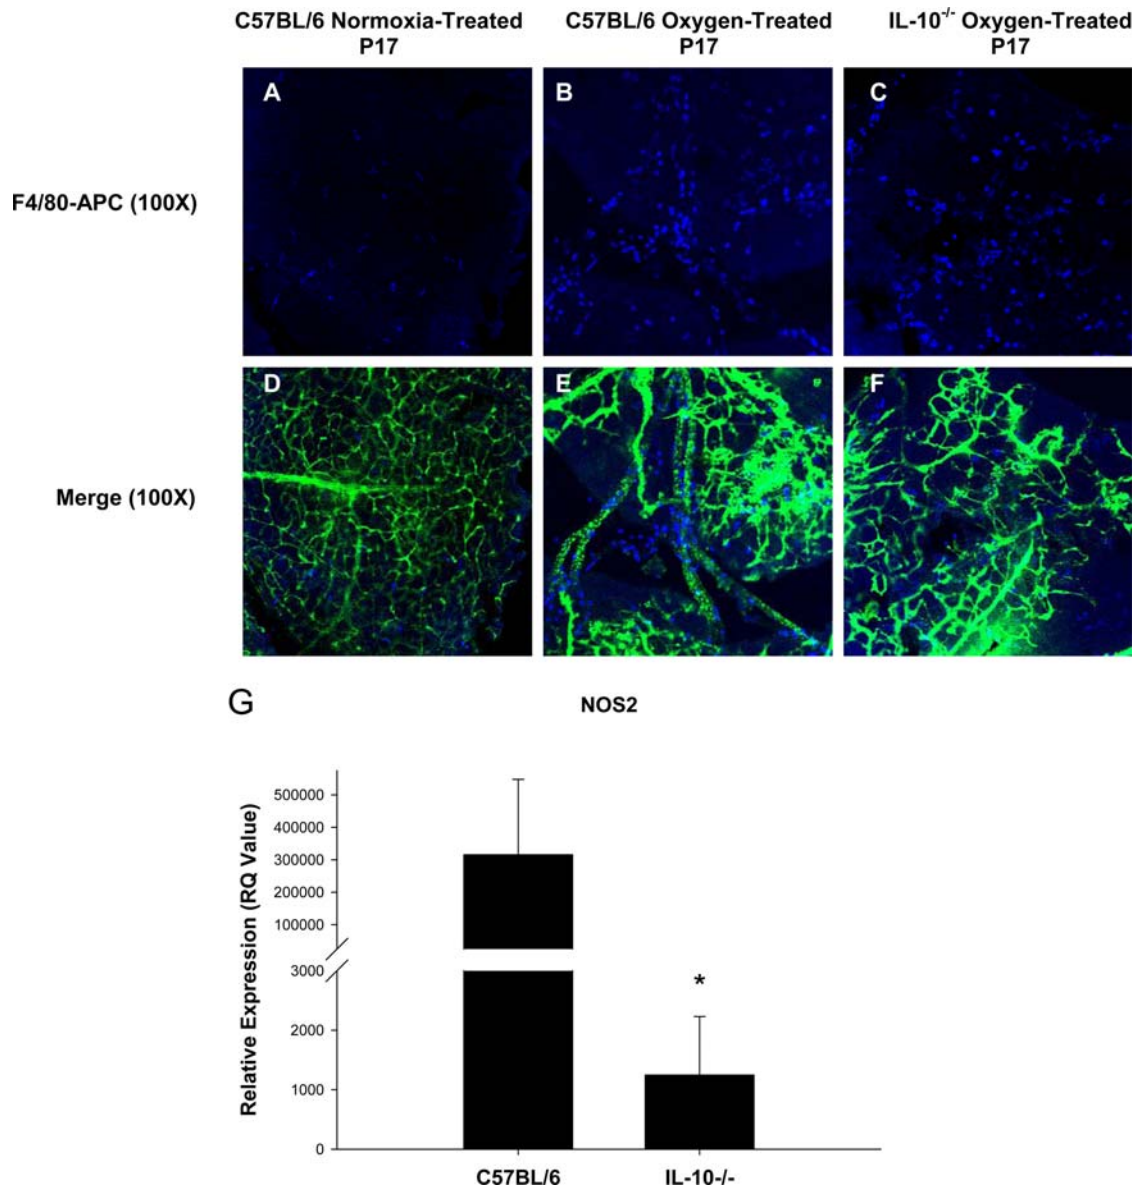 C57BL/6 Normoxia-Treated
P17
C57BL/6 Oxygen-Treated
P17
IL-10-/- Oxygen-Treated
P17
F4/80-APC (100X)
A
B
C
Merge (100X)
D
E
F
G
NOS2
Relative Expression (RQ Value)
500000
400000
300000
200000
100000
3000
2000
1000
0
*
C57BL/6
IL-10-/-